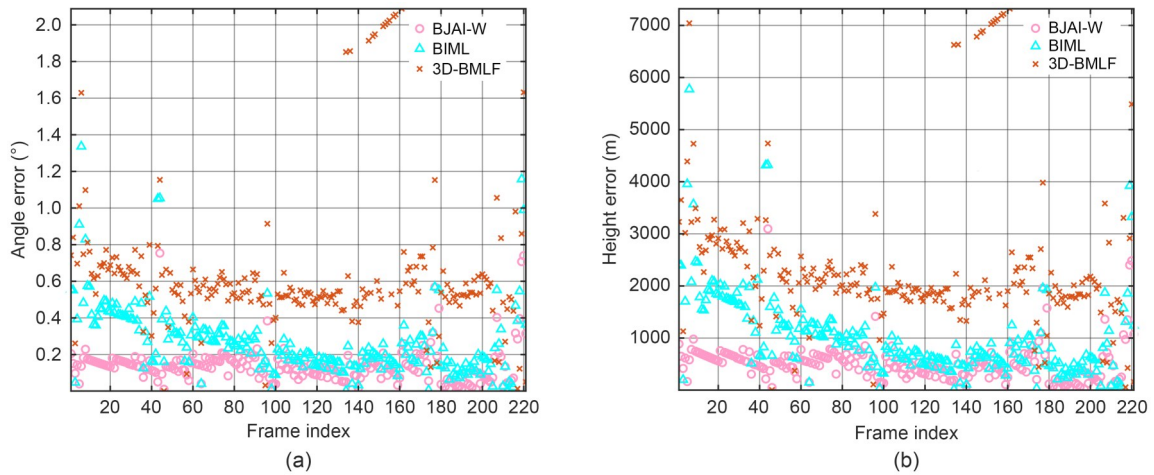 2.0
1.8
1.6
1.4
1.2
1.0
0.8
0.6
0.4
0.2
Angle error (°)
BJAI-W
BIML
3D-BMLF
20 40 60 80 100 120 140 160 180 200 220
Frame index
(a)
7000
6000
5000
4000
3000
2000
1000
Height error (m)
BJAI-W
BIML
3D-BMLF
20 40 60 80 100 120 140 160 180 200 220
Frame index
(b)